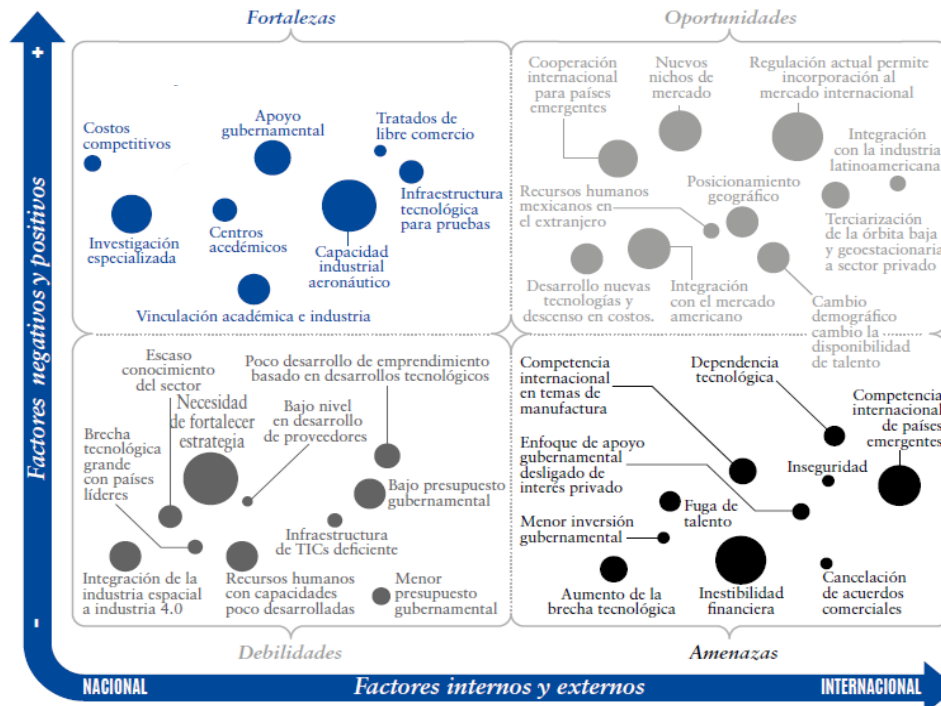 Fortalezas
Oportunidades
+
Factores negativos y positivos
-
Costos
competitivos
Apoyo
gubernamental
Tratados de
libre comercio
Investigación
especializada
Centros
acedémicos
Capacidad
industrial
aeronáutico
Infraestructura
tecnológica
para pruebas
Vinculación académica e industria
Cooperación
internacional
para países
emergentes
Nuevos
nichos de
mercado
Regulación actual permite
incorporación al
mercado internacional
Integración
con la industria
latinoamericana
Recursos humanos
mexicanos en
el extranjero
Posicionamiento
geográfico
Terciarización
de la órbita baja
y geoestacionaria
a sector privado
Desarrollo nuevas
tecnologías y
descenso en costos.
Integración
con el mercado
americano
Cambio
demográfico
cambio la
disponibilidad
de talento
Escaso
conocimiento
del sector
Poco desarrollo de emprendimiento
basado en desarrollos tecnológicos
Necesidad
de fortalecer
estrategia
Bajo nivel
en desarrollo
de proveedores
Brecha
tecnológica
grande
con países
líderes
Bajo presupuesto
gubernamental
Infraestructura
de TICs deficiente
Integración de la
industria espacial
a industria 4.0
Recursos humanos
con capacidades
poco desarrolladas
Menor
presupuesto
gubernamental
Competencia
internacional
en temas de
manufactura
Dependencia
tecnológica
Competencia
internacional
de países
emergentes
Enfoque de apoyo
gubernamental
desligado de
interés privado
Inseguridad
Fuga de
talento
Menor inversión
gubernamental
Aumento de la
brecha tecnológica
Inestibilidad
financiera
Cancelación
de acuerdos
comerciales
Debilidades
Amenazas
NACIONAL
Factores internos y externos
INTERNACIONAL